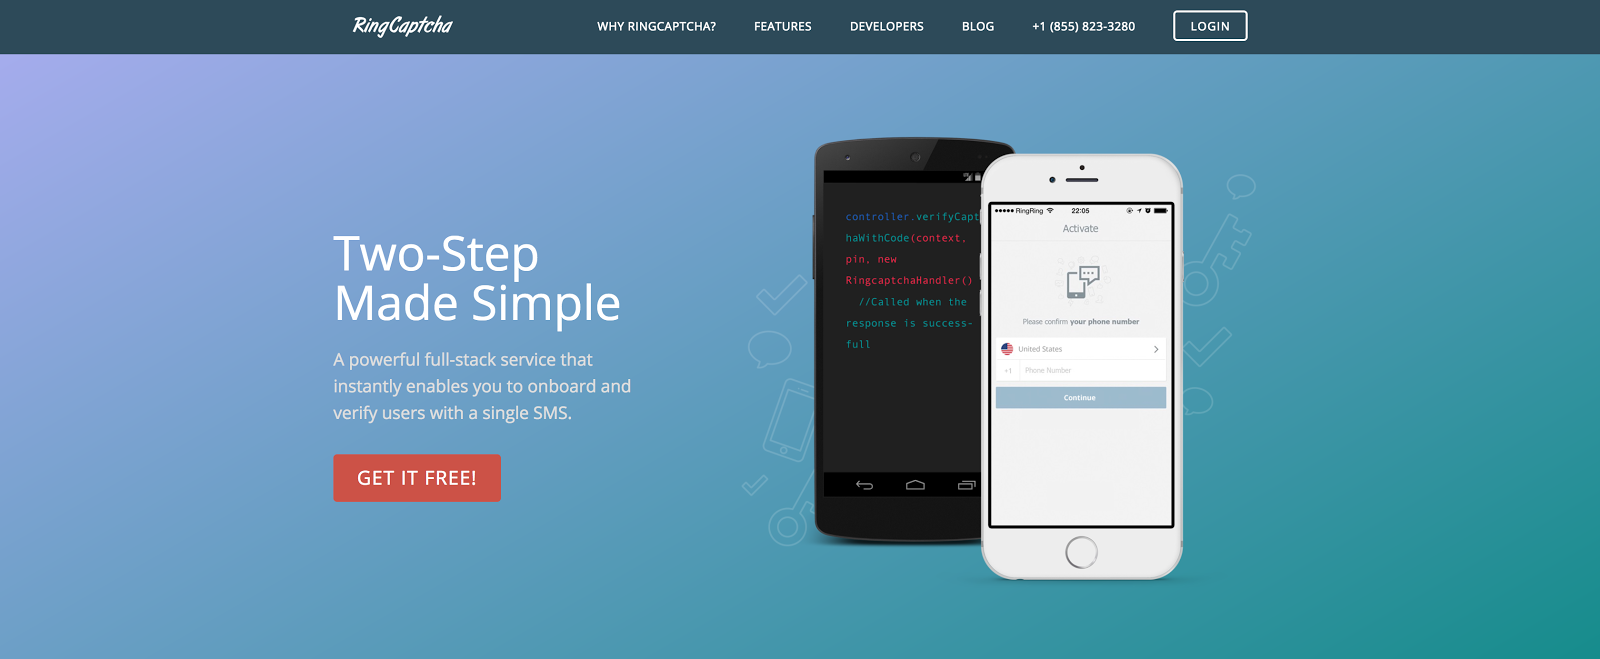 RingCaptcha
WHY RINGCAPTCHA?
FEATURES
DEVELOPERS
BLOG
+1 (855) 823-3280
LOGIN
Two-Step
Made Simple
A powerful full-stack service that
instantly enables you to onboard and
verify users with a single SMS.
GET IT FREE!
controller.verifyCapt
haWithCode(context,
pin, new
RingcaptchaHandler()
//Called when the
response is success-
full
RingRing
22:05
Activate
Please confirm your phone number
United States
+1
Phone Number
Continue